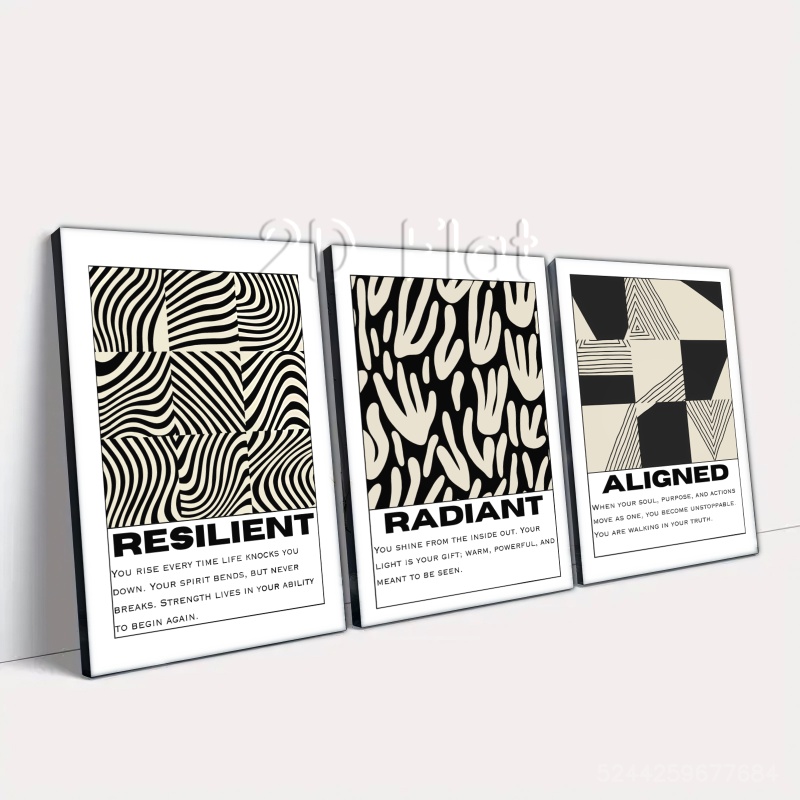 2D Flat
RESILIENT
YOU RISE EVERY TIME LIFE KNOCKS YOU
DOWN. YOUR SPIRIT BENDS, BUT NEVER
BREAKS. STRENGTH LIVES IN YOUR ABILITY
TO BEGIN AGAIN.
RADIANT
YOU SHINE FROM THE INSIDE OUT. YOUR
LIGHT IS YOUR GIFT; WARM, POWERFUL, AND
MEANT TO BE SEEN.
ALIGNED
WHEN YOUR SOUL, PURPOSE, AND ACTIONS
MOVE AS ONE, YOU BECOME UNSTOPPABLE.
YOU ARE WALKING IN YOUR TRUTH.
5244259677684